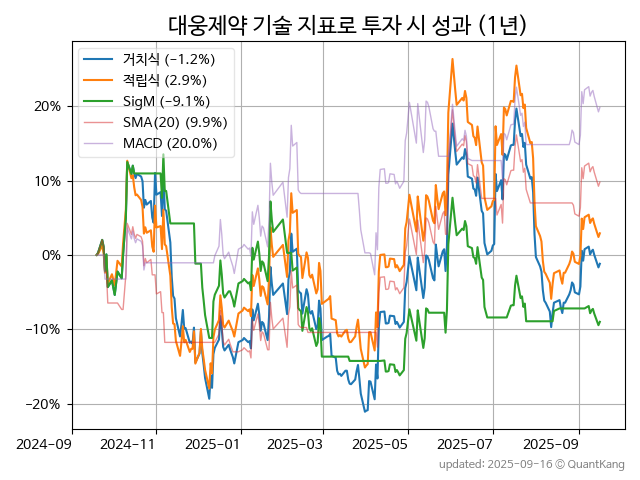 대웅제약 기술 지표로 투자 시 성과 (1년)
거치식 (−1.2%)
적립식 (2.9%)
SigM (−9.1%)
SMA(20) (9.9%)
MACD (20.0%)
20%
10%
0%
−10%
−20%
2024-09 2024-11 2025-01 2025-03 2025-05 2025-07 2025-09
updated: 2025-09-16 © QuantKang